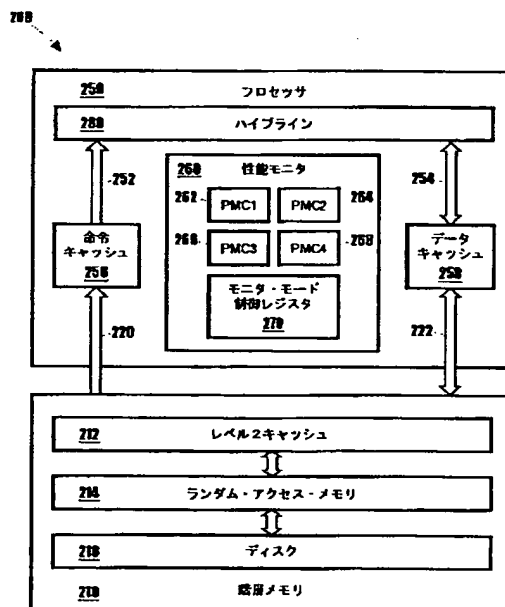 200
250 プロセッサ
280 パイプライン
252
260 性能モニタ
254
262 PMC1 PMC2 264
266 PMC3 PMC4 268
命令
キャッシュ
256
データ
キャッシュ
258
モニタ・モード
制御レジスタ
270
220
222
212 レベル2キャッシュ
214 ランダム・アクセス・メモリ
ディスク
210 階層メモリ